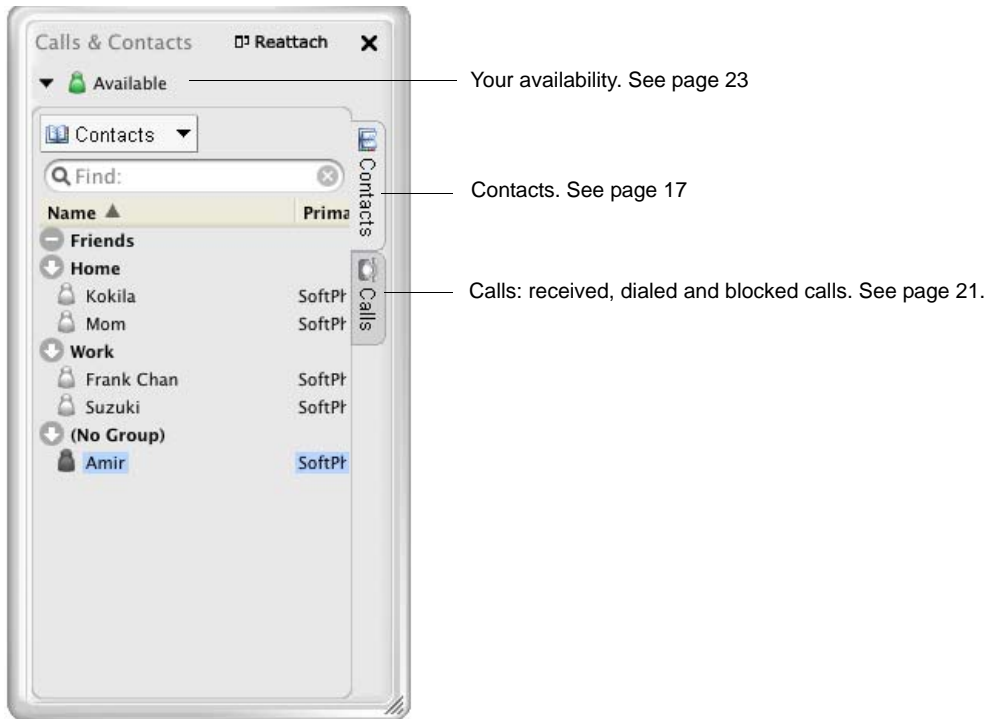 Calls & Contacts Reattach
Available
Your availability. See page 23
Contacts
Find:
Contacts
Contacts. See page 17
Name Prima
Friends
Home
Kokila SoftPh
Mom SoftPh
Calls
Calls: received, dialed and blocked calls. See page 21.
Work
Frank Chan SoftPh
Suzuki SoftPh
(No Group)
Amir SoftPh